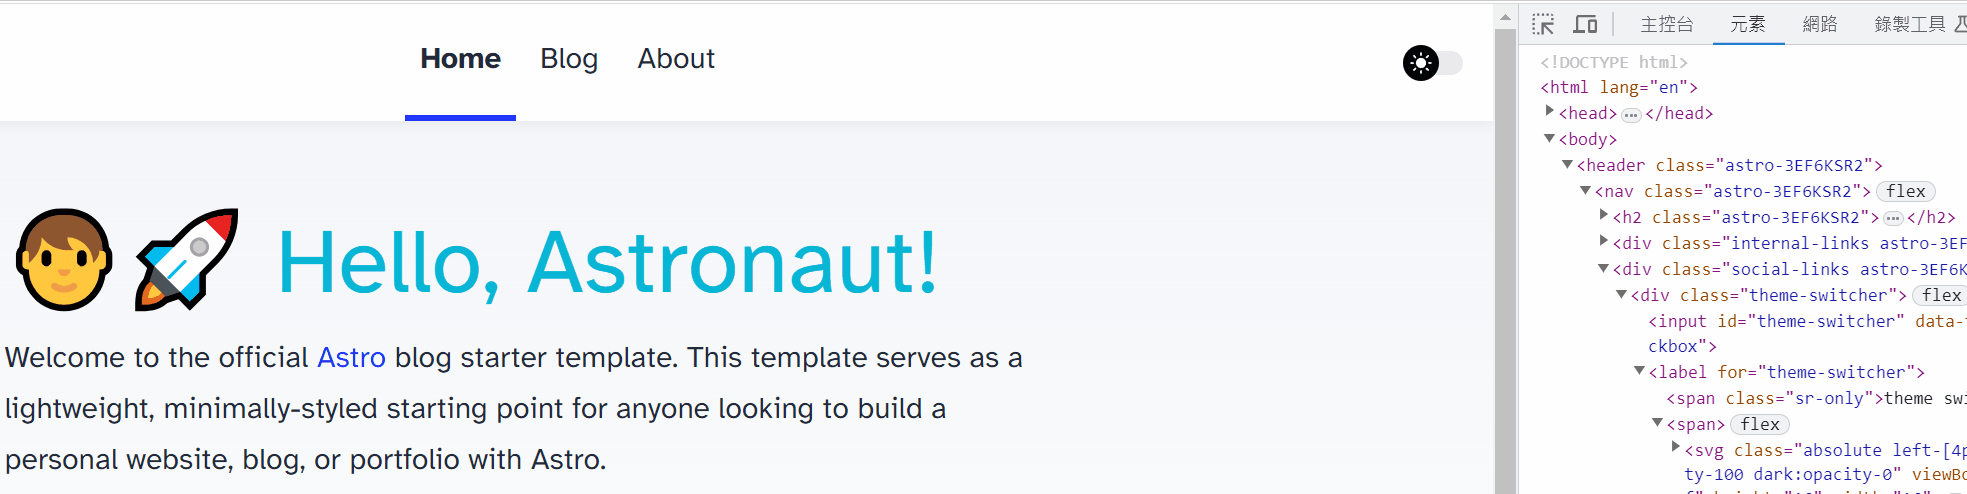 Home Blog About
Hello, Astronaut!
Welcome to the official Astro blog starter template. This template serves as a
lightweight, minimally-styled starting point for anyone looking to build a
personal website, blog, or portfolio with Astro.
主控台 元素 網路 錄製工具
<!DOCTYPE html>
<html lang="en">
<head> ••• </head>
<body>
<header class="astro-3EF6KSR2">
<nav class="astro-3EF6KSR2"> flex
<h2 class="astro-3EF6KSR2"> ••• </h2>
<div class="internal-links astro-3EF
<div class="social-links astro-3EF6K
<div class="theme-switcher"> flex
<input id="theme-switcher" data-
ckbox">
<label for="theme-switcher">
<span class="sr-only">theme swi
<span> flex
<svg class="absolute left-[4p
ty-100 dark:opacity-0" viewBo